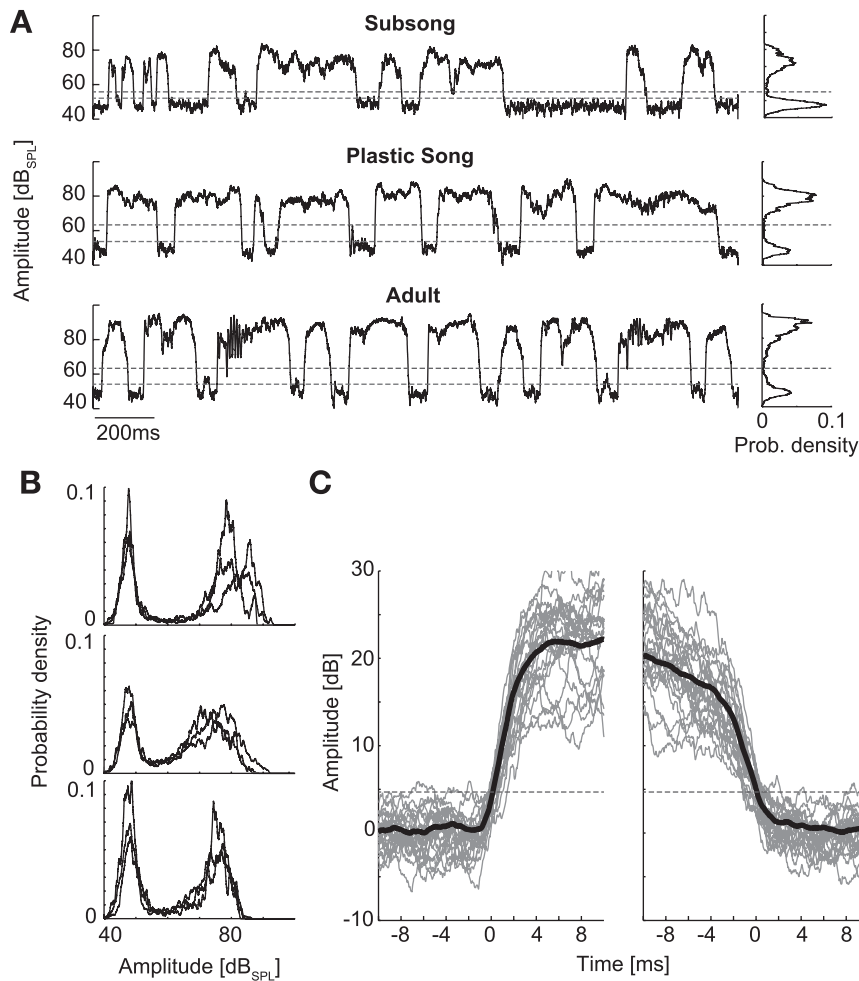 A
Subsong
80
60
40
Plastic Song
80
60
40
Amplitude [dBSPL]
Adult
80
60
40
200ms
0 0.1
Prob. density
B
0.1
0
0.1
0
0.1
0
40 80
Probability density
Amplitude [dBSPL]
C
30
20
10
0
-10
Amplitude [dB]
-8 -4 0 4 8 -8 -4 0 4 8
Time [ms]